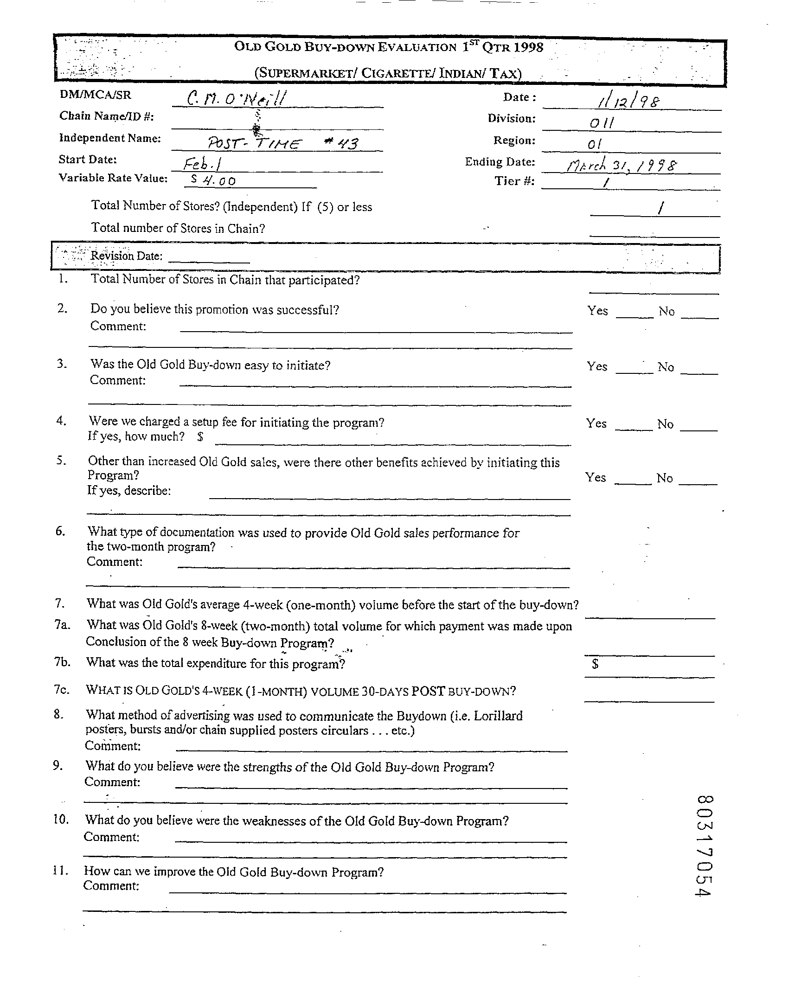 OLD GOLD BUY-DOWN EVALUATION 1ST QTR 1998
(SUPERMARKET/ CIGARETTE/ INDIAN/ TAX)
DM/MCA/SR C. M. O'Neill Date : 1/12/98
Chain Name/ID #: Division: 011
Independent Name: POST-TIME #43 Region: 01
Start Date: Feb. 1 Ending Date: March 31, 1998
Variable Rate Value: $ 4.00 Tier #: 1
Total Number of Stores? (Independent) If (5) or less 1
Total number of Stores in Chain?
Revision Date:
1. Total Number of Stores in Chain that participated?
2. Do you believe this promotion was successful? Yes No
Comment:
3. Was the Old Gold Buy-down easy to initiate? Yes No
Comment:
4. Were we charged a setup fee for initiating the program? Yes No
If yes, how much? $
5. Other than increased Old Gold sales, were there other benefits achieved by initiating this
Program? Yes No
If yes, describe:
6. What type of documentation was used to provide Old Gold sales performance for
the two-month program?
Comment:
7. What was Old Gold's average 4-week (one-month) volume before the start of the buy-down?
7a. What was Old Gold's 8-week (two-month) total volume for which payment was made upon
Conclusion of the 8 week Buy-down Program?
7b. What was the total expenditure for this program? $
7c. WHAT IS OLD GOLD'S 4-WEEK (1-MONTH) VOLUME 30-DAYS POST BUY-DOWN?
8. What method of advertising was used to communicate the Buydown (i.e. Lorillard
posters, bursts and/or chain supplied posters circulars . . . etc.)
Comment:
9. What do you believe were the strengths of the Old Gold Buy-down Program?
Comment:
10. What do you believe were the weaknesses of the Old Gold Buy-down Program?
Comment:
11. How can we improve the Old Gold Buy-down Program?
Comment:
80317054